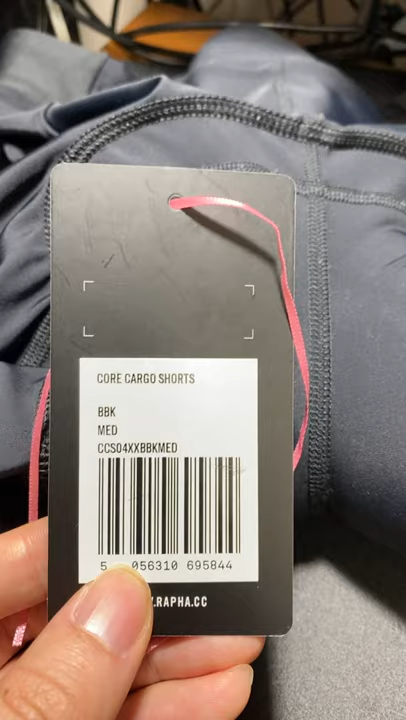 CORE CARGO SHORTS
BBK
MED
CCS04XXBBKMED
5 056310 695844
.RAPHA.CC